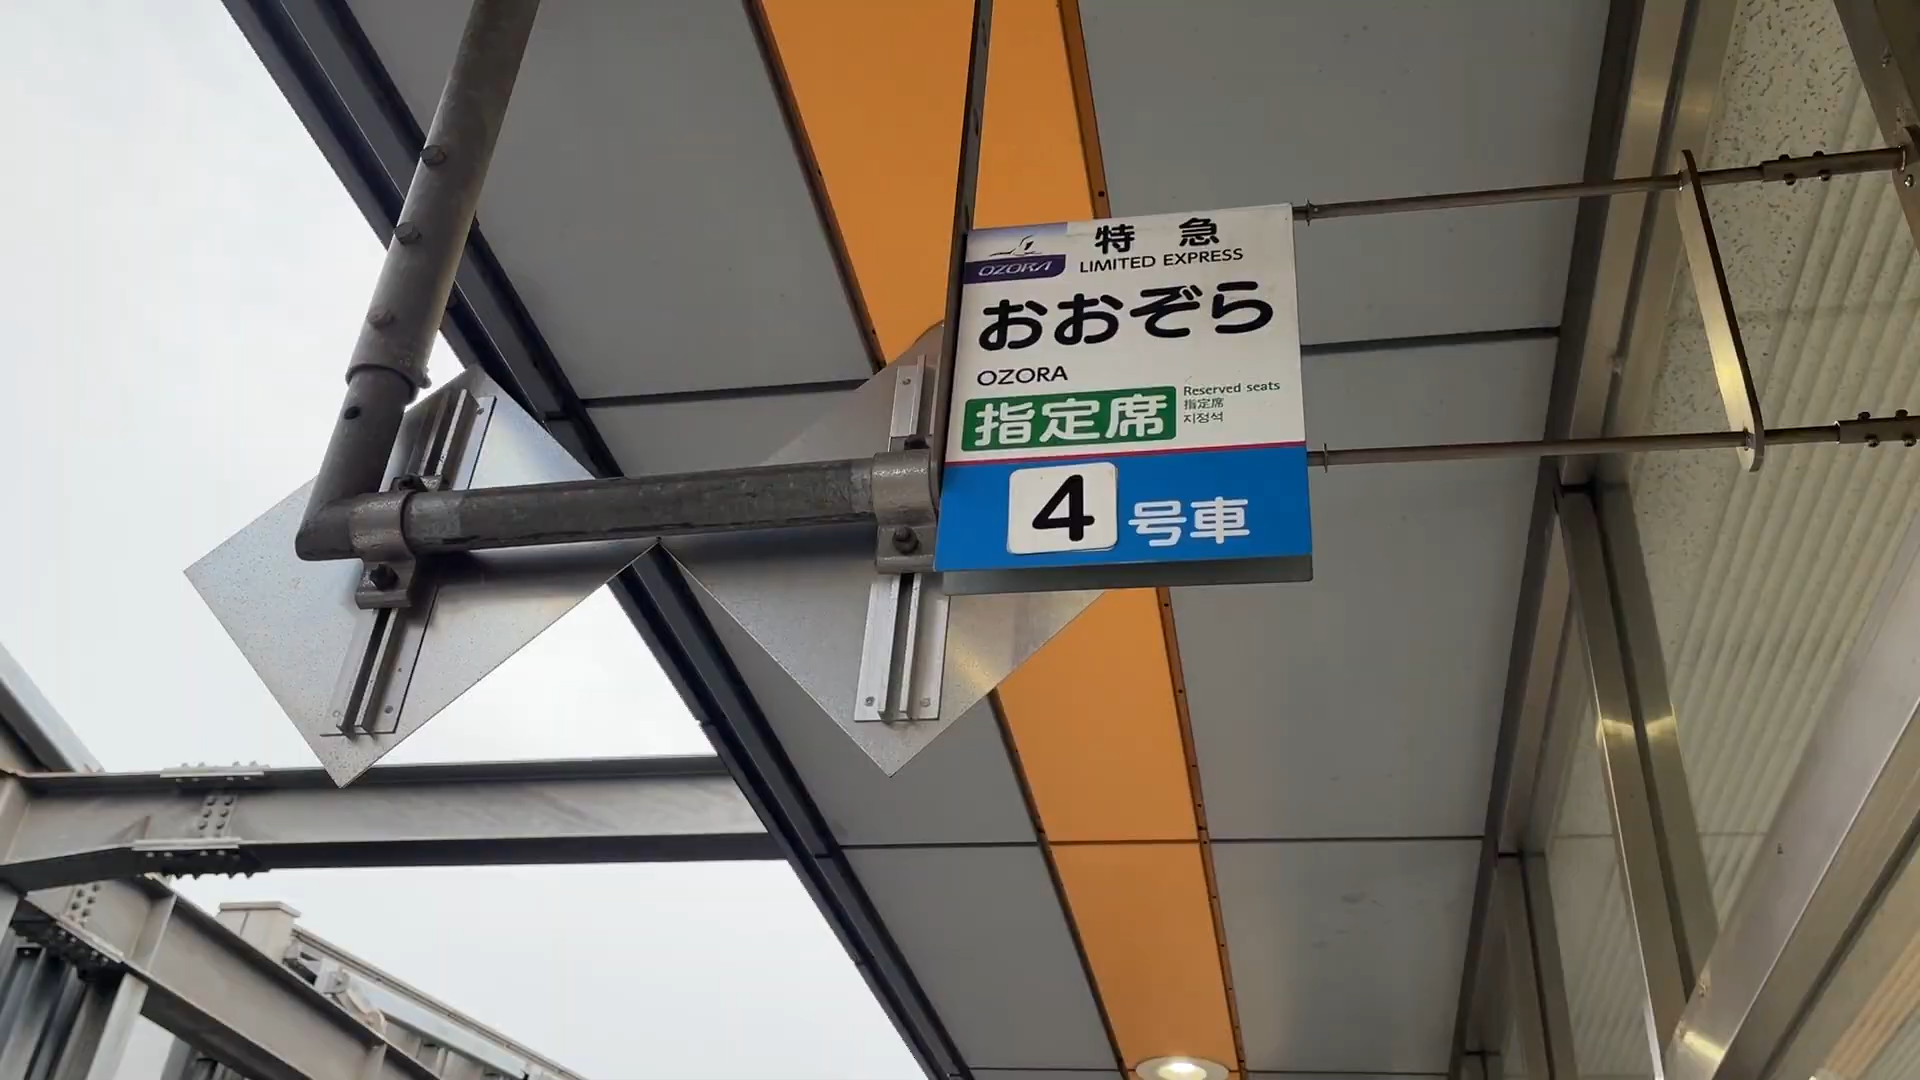 特急
OZORA
LIMITED EXPRESS
おおぞら
OZORA
指定席
Reserved seats
指定席
지정석
4号車